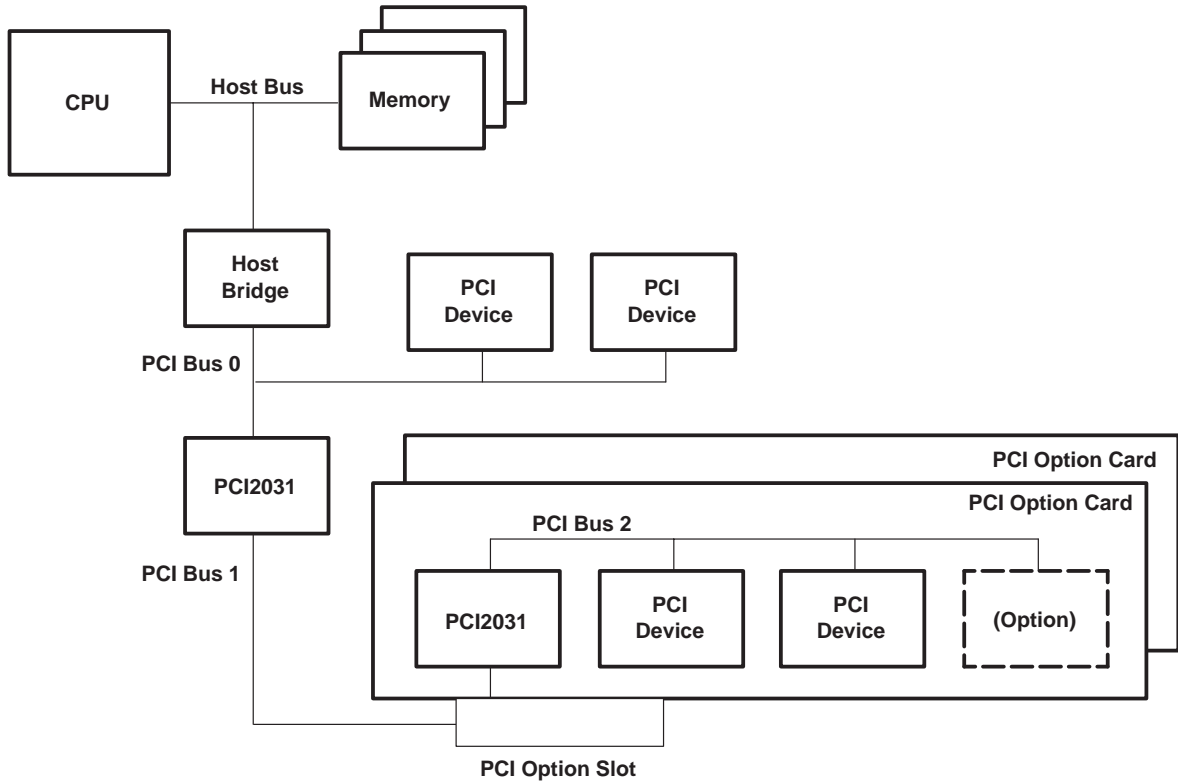 CPU
Host Bus
Memory
Host
Bridge
PCI
Device
PCI
Device
PCI Bus 0
PCI2031
PCI Bus 1
PCI Option Card
PCI Option Card
PCI Bus 2
PCI2031
PCI
Device
PCI
Device
(Option)
PCI Option Slot